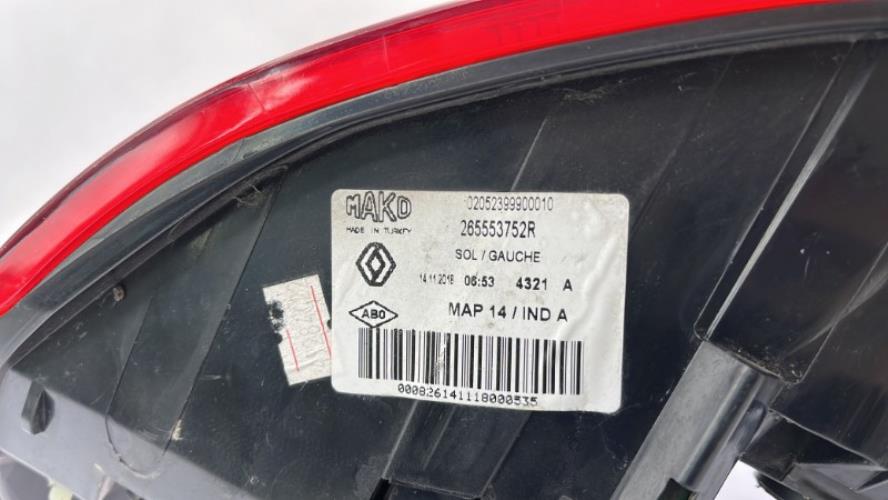 MAKO
02052399900010
MADE IN TURKEY
265553752R
SOL / GAUCHE
14.11.2018 06:53 4321 A
ABO
MAP 14 / IND A
000826141118000535